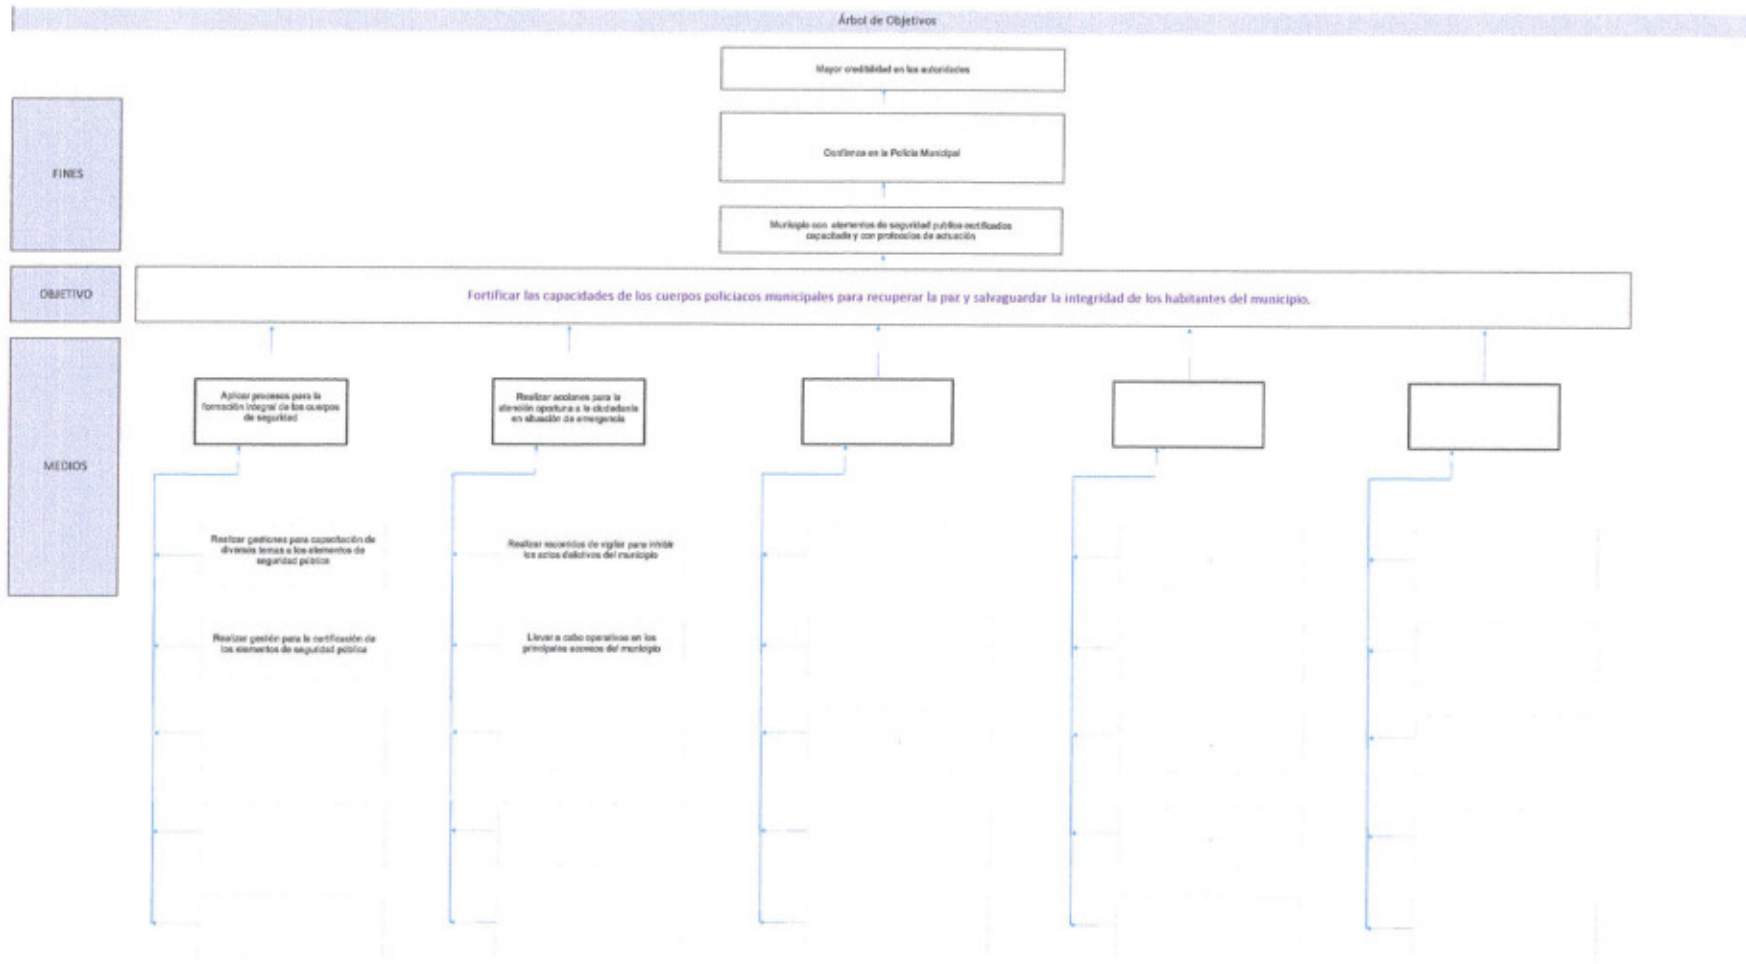 Árbol de Objetivos
Mayor credibilidad en las autoridades
FINES
Confianza en la Policía Municipal
Municipio con elementos de seguridad publica certificados
capacitado y con protocolos de actuación
OBJETIVO
Fortificar las capacidades de los cuerpos policiacos municipales para recuperar la paz y salvaguardar la integridad de los habitantes del municipio.
MEDIOS
Aplicar procesos para la
formación integral de los cuerpos
de seguridad
Realizar acciones para la
atención oportuna a la ciudadanía
en situación de emergencia
Realizar gestiones para capacitación de
diversos temas a los elementos de
seguridad pública
Realizar recorridos de vigilar para inhibir
los actos delictivos del municipio
Realizar gestión para la certificación de
los elementos de seguridad pública
Llevar a cabo operativos en los
principales accesos del municipio